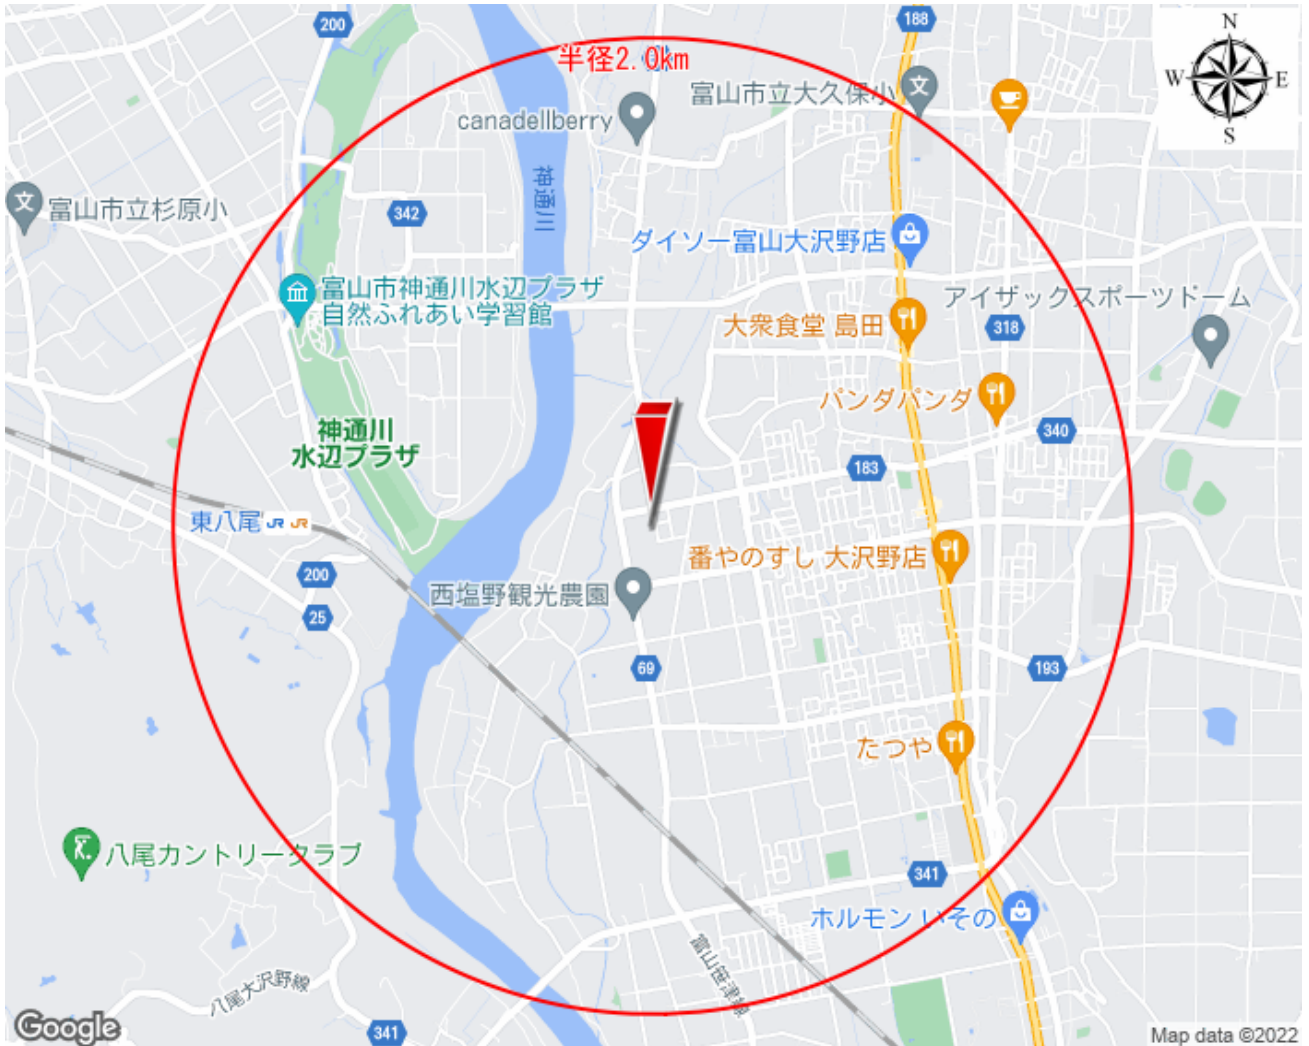 200
188
N
W E
S
半径2.0km
富山市立大久保小
canadellberry
神通川
富山市立杉原小
342
ダイソー富山大沢野店
富山市神通川水辺プラザ
自然ふれあい学習館
アイザックスポーツドーム
大衆食堂 島田
318
パンダパンダ
神通川
水辺プラザ
340
183
東八尾 JR JR
番やのすし 大沢野店
200
西塩野観光農園
25
69
193
たつや
八尾カントリークラブ
341
ホルモン いその
富山笹津線
八尾大沢野線
Google
341
Map data ©2022